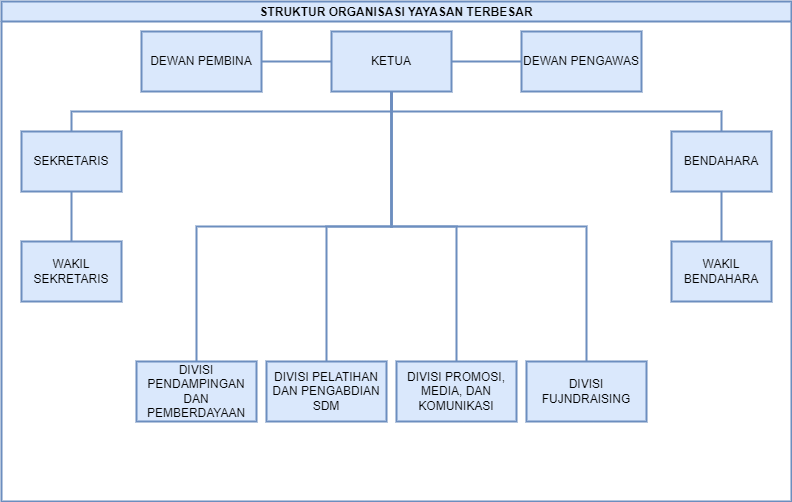 STRUKTUR ORGANISASI YAYASAN TERBESAR
DEWAN PEMBINA
KETUA
DEWAN PENGAWAS
SEKRETARIS
BENDAHARA
WAKIL
SEKRETARIS
WAKIL
BENDAHARA
DIVISI
PENDAMPINGAN
DAN
PEMBERDAYAAN
DIVISI PELATIHAN
DAN PENGABDIAN
SDM
DIVISI PROMOSI,
MEDIA, DAN
KOMUNIKASI
DIVISI
FUJNDRAISING